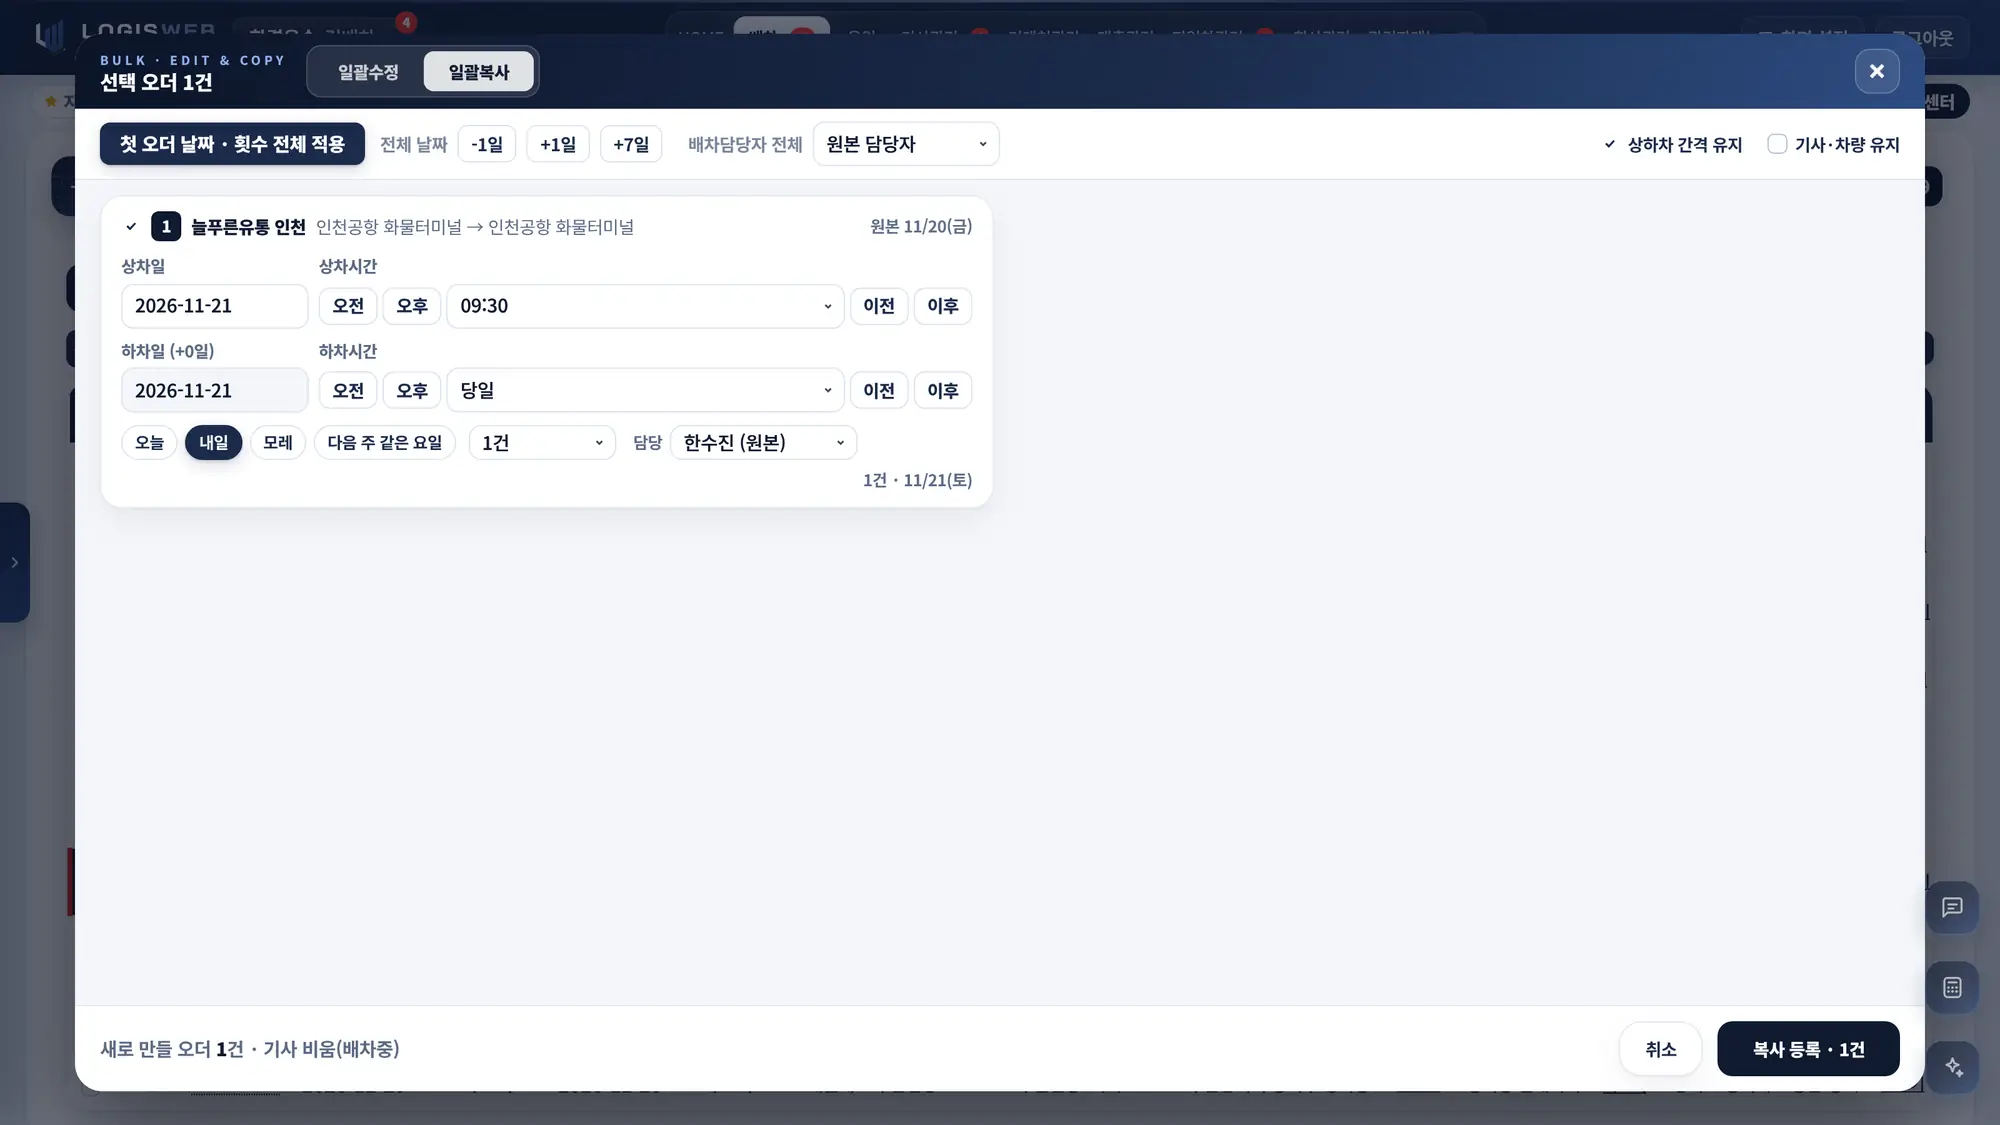 LOGISWEB
4
BULK · EDIT & COPY
선택 오더 1건
일괄수정
일괄복사
첫 오더 날짜 · 횟수 전체 적용
전체 날짜
-1일
+1일
+7일
배차담당자 전체
원본 담당자
상하차 간격 유지
기사·차량 유지
센터
1
늘푸른유통 인천
인천공항 화물터미널 → 인천공항 화물터미널
원본 11/20(금)
상차일
상차시간
2026-11-21
오전
오후
09:30
이전
이후
하차일 (+0일)
하차시간
2026-11-21
오전
오후
당일
이전
이후
오늘
내일
모레
다음 주 같은 요일
1건
담당
한수진 (원본)
1건 · 11/21(토)
새로 만들 오더 1건 · 기사 비움(배차중)
취소
복사 등록 · 1건